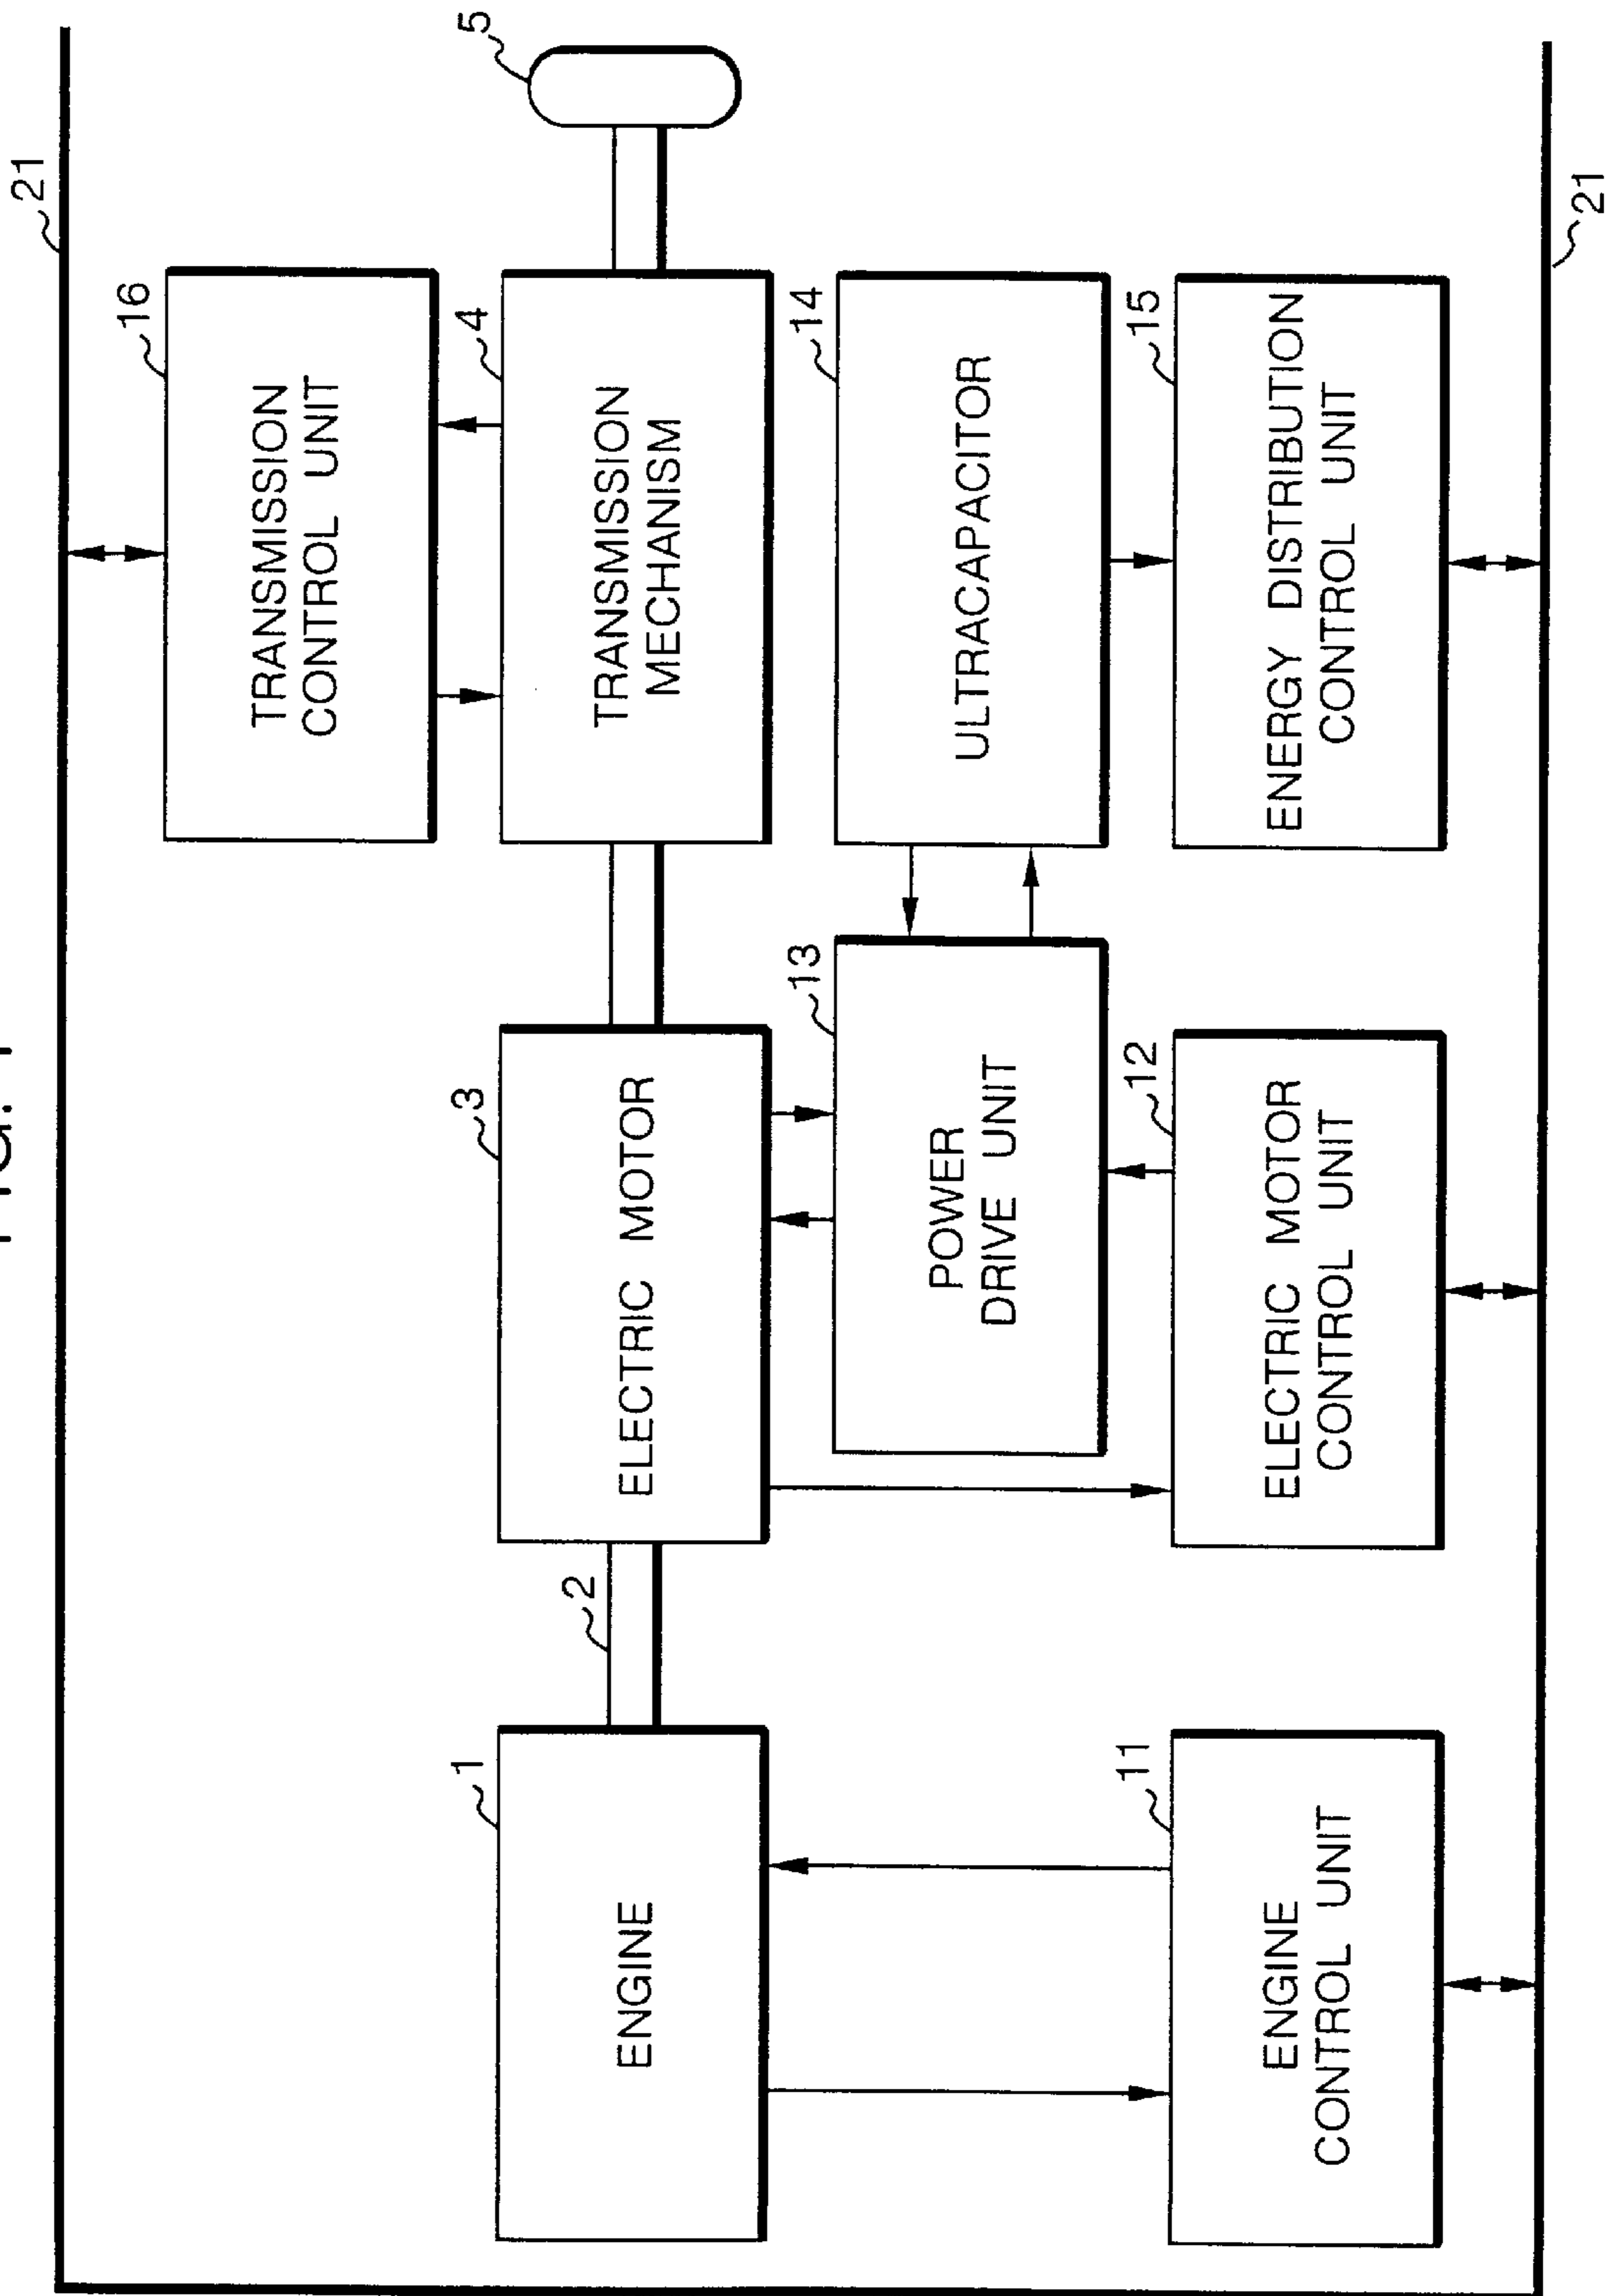 FIG. 1
21
16
TRANSMISSION
CONTROL UNIT
5
1
ENGINE
2
3
ELECTRIC MOTOR
4
TRANSMISSION
MECHANISM
13
POWER
DRIVE UNIT
14
ULTRACAPACITOR
11
ENGINE
CONTROL UNIT
12
ELECTRIC MOTOR
CONTROL UNIT
15
ENERGY DISTRIBUTION
CONTROL UNIT
21